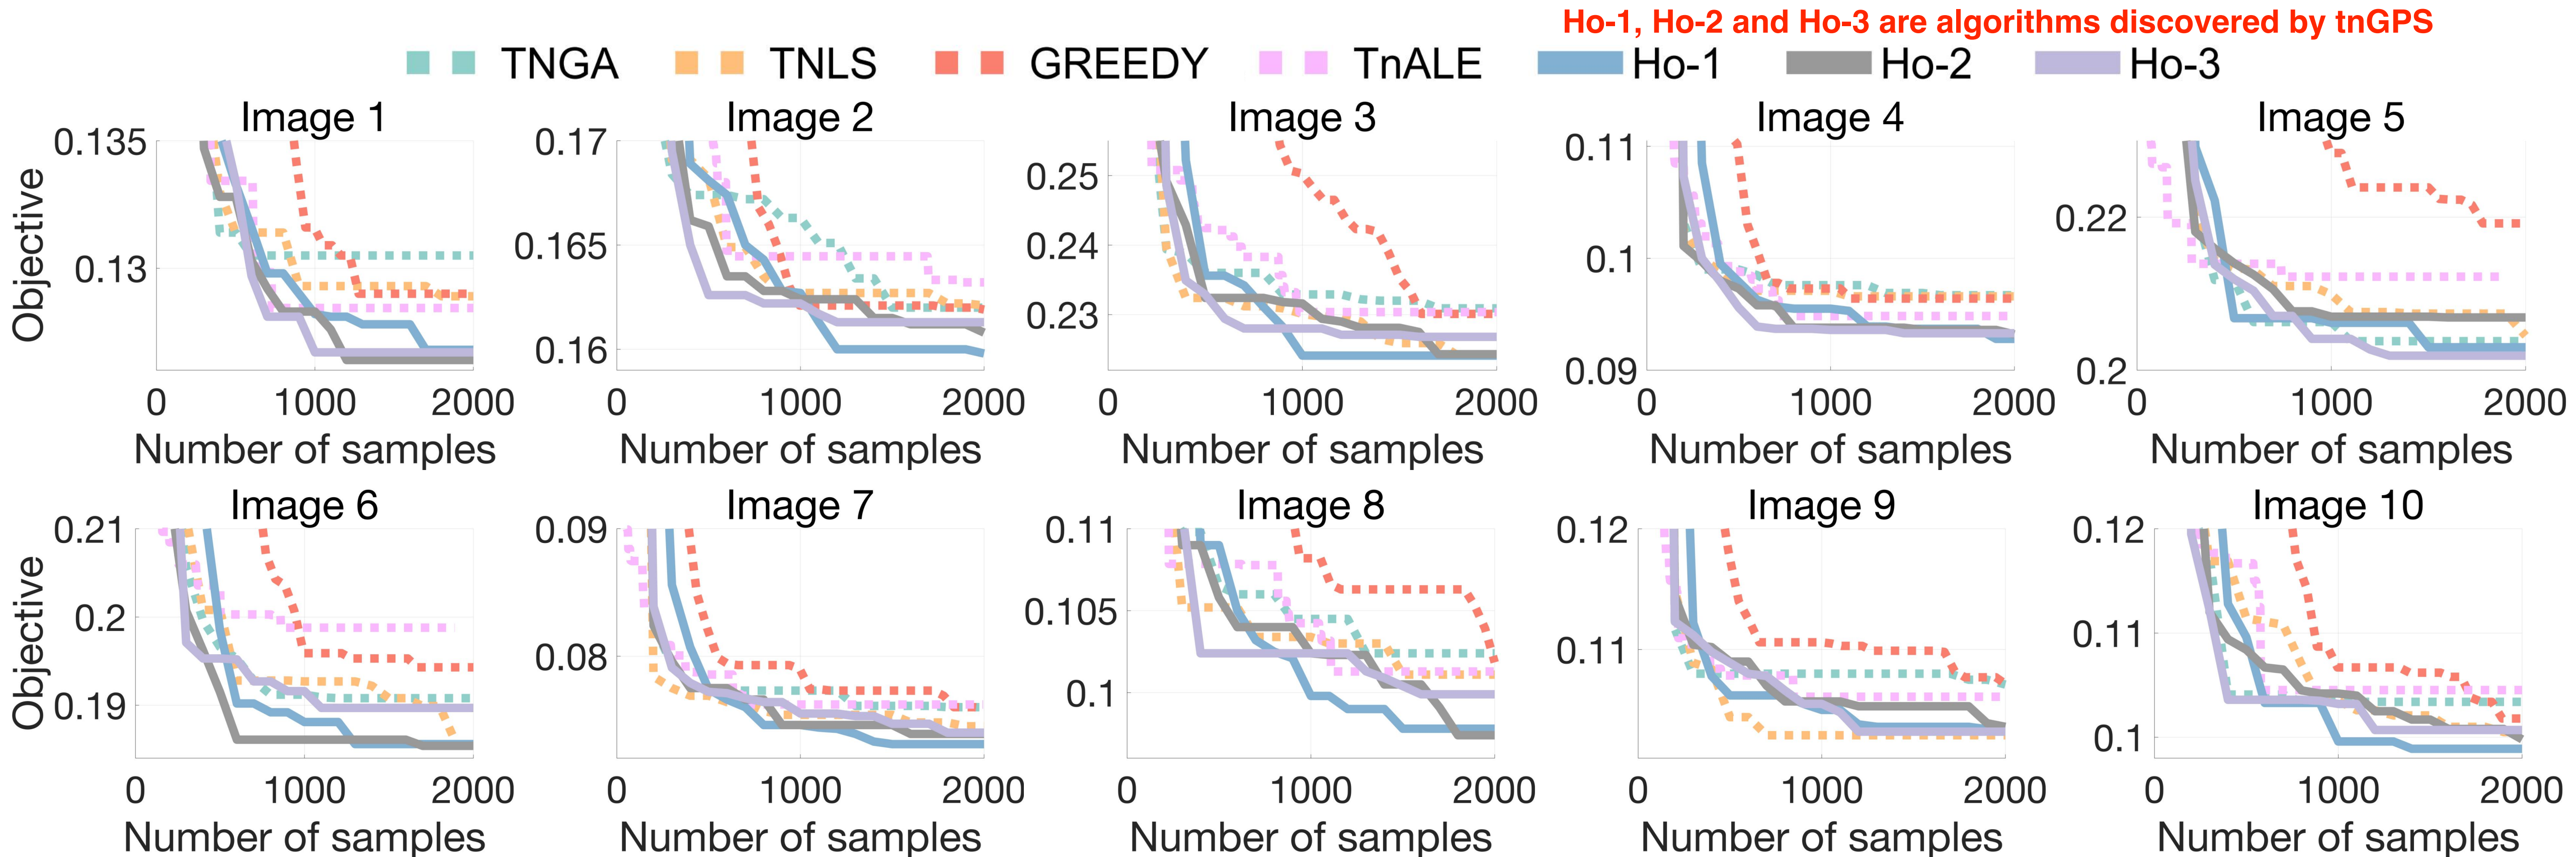 Ho-1, Ho-2 and Ho-3 are algorithms discovered by tnGPS
TNGA TNLS GREEDY TnALE Ho-1 Ho-2 Ho-3
Image 1 Image 2 Image 3 Image 4 Image 5
Objective
0.135
0.13
0 1000 2000
Number of samples
0.17
0.165
0.16
0 1000 2000
Number of samples
0.25
0.24
0.23
0 1000 2000
Number of samples
0.11
0.1
0.09
0 1000 2000
Number of samples
0.22
0.2
0 1000 2000
Number of samples
Image 6 Image 7 Image 8 Image 9 Image 10
Objective
0.21
0.2
0.19
0 1000 2000
Number of samples
0.09
0.08
0 1000 2000
Number of samples
0.11
0.105
0.1
0 1000 2000
Number of samples
0.12
0.11
0 1000 2000
Number of samples
0.12
0.11
0.1
0 1000 2000
Number of samples